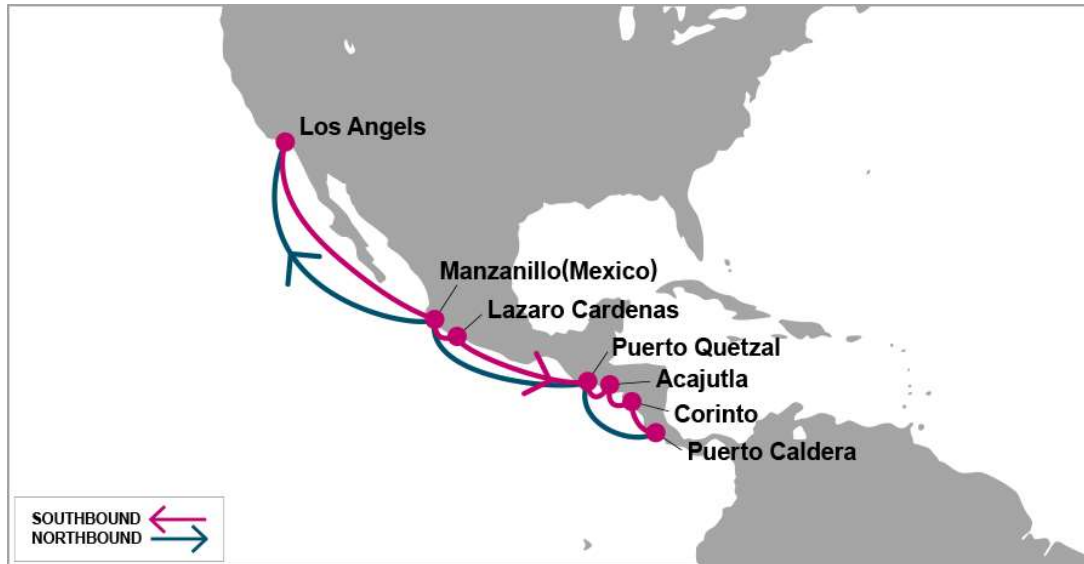 Los Angels
Manzanillo(Mexico)
Lazaro Cardenas
Puerto Quetzal
Acajutla
Corinto
Puerto Caldera
SOUTHBOUND
NORTHBOUND